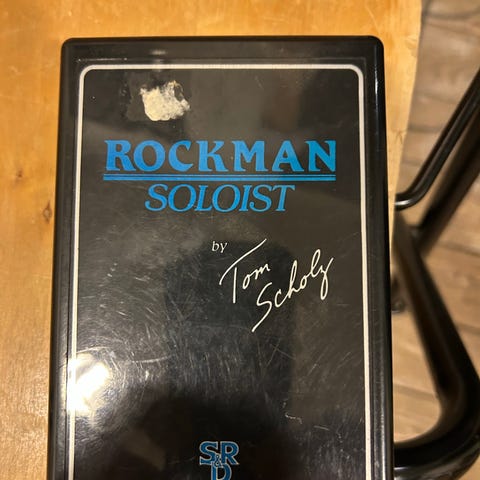 ROCKMAN
SOLOIST
by
Tom
Scholz
SR
&
D